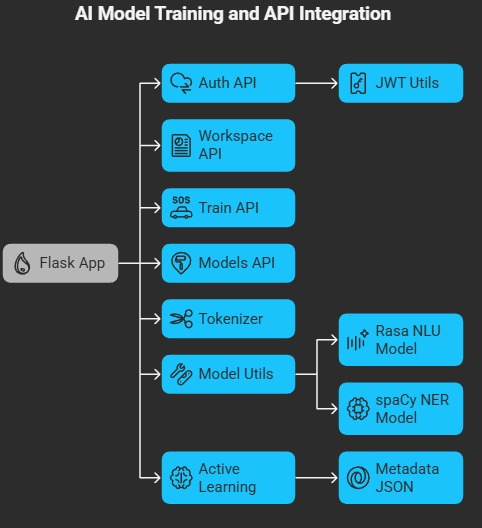 AI Model Training and API Integration
Auth API
JWT Utils
Workspace
API
SOS
Train API
Flask App
Models API
Tokenizer
Rasa NLU
Model
Model Utils
spaCy NER
Model
Active
Learning
Metadata
JSON